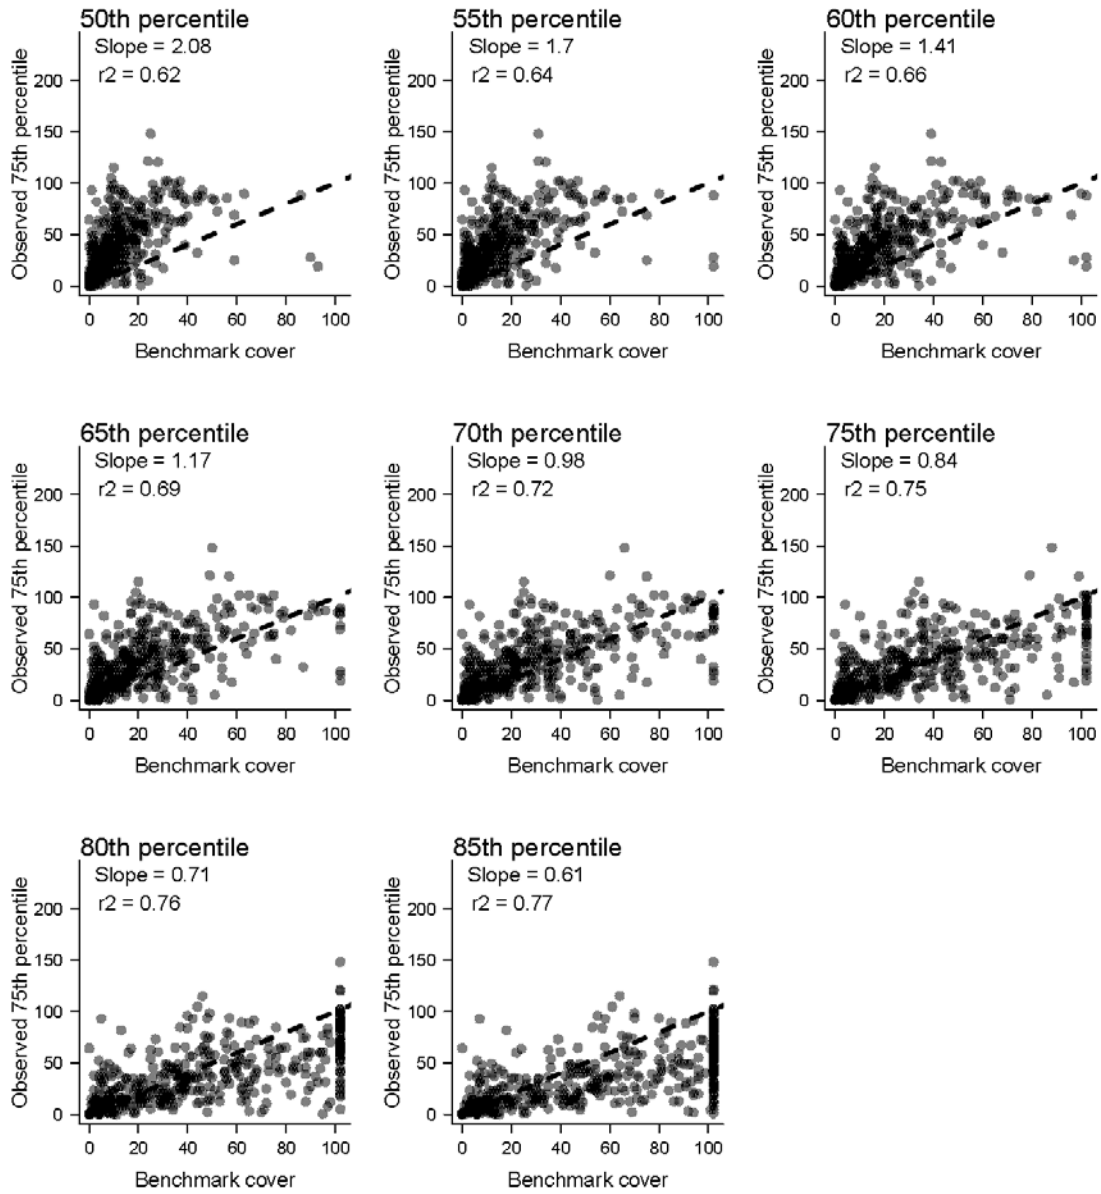 50th percentile
Slope = 2.08
r2 = 0.62
Observed 75th percentile
200
150
100
50
0
0 20 40 60 80 100
Benchmark cover
55th percentile
Slope = 1.7
r2 = 0.64
Observed 75th percentile
200
150
100
50
0
0 20 40 60 80 100
Benchmark cover
60th percentile
Slope = 1.41
r2 = 0.66
Observed 75th percentile
200
150
100
50
0
0 20 40 60 80 100
Benchmark cover
65th percentile
Slope = 1.17
r2 = 0.69
Observed 75th percentile
200
150
100
50
0
0 20 40 60 80 100
Benchmark cover
70th percentile
Slope = 0.98
r2 = 0.72
Observed 75th percentile
200
150
100
50
0
0 20 40 60 80 100
Benchmark cover
75th percentile
Slope = 0.84
r2 = 0.75
Observed 75th percentile
200
150
100
50
0
0 20 40 60 80 100
Benchmark cover
80th percentile
Slope = 0.71
r2 = 0.76
Observed 75th percentile
200
150
100
50
0
0 20 40 60 80 100
Benchmark cover
85th percentile
Slope = 0.61
r2 = 0.77
Observed 75th percentile
200
150
100
50
0
0 20 40 60 80 100
Benchmark cover